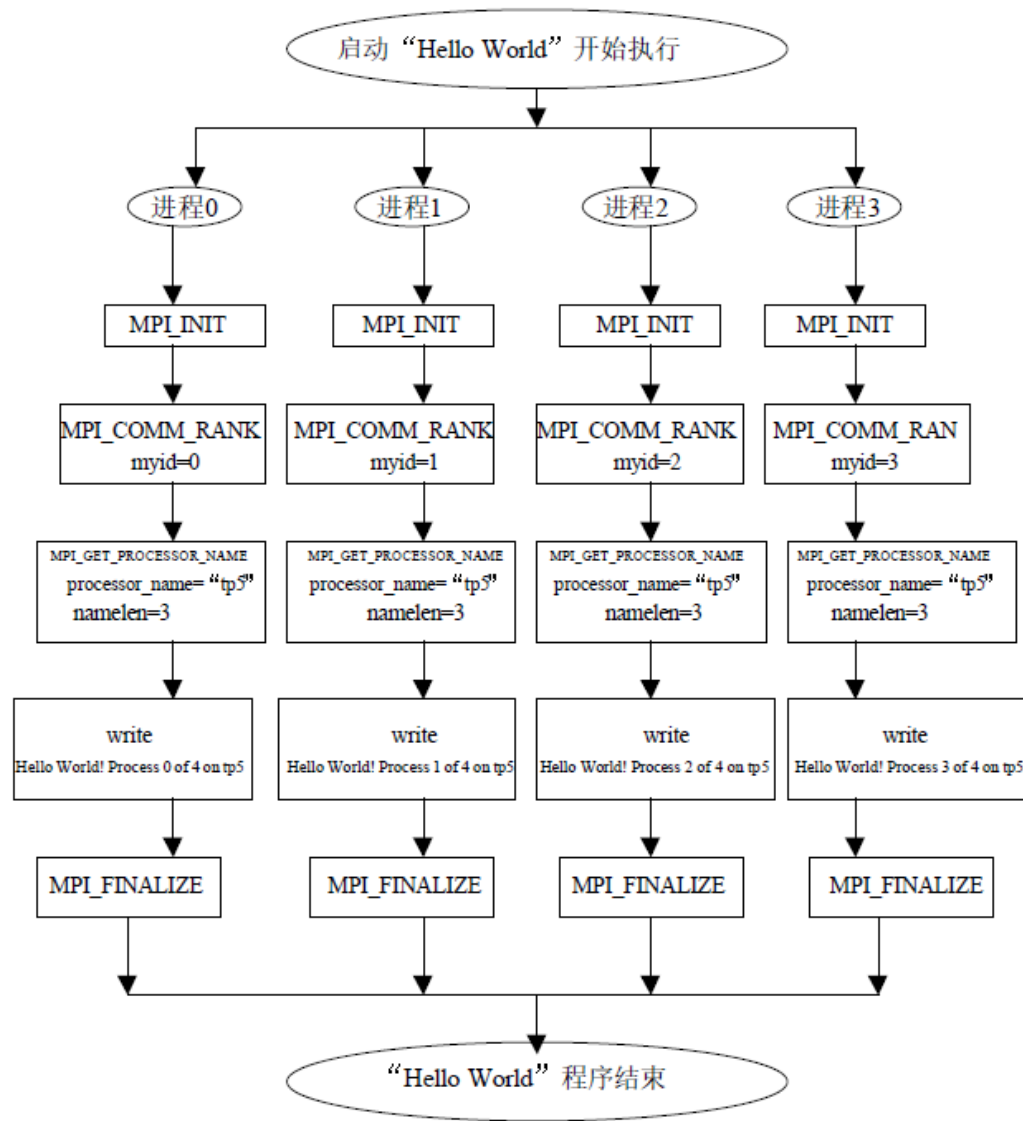 启动“Hello World”开始执行
进程0
进程1
进程2
进程3
MPI_INIT
MPI_INIT
MPI_INIT
MPI_INIT
MPI_COMM_RANK
myid=0
MPI_COMM_RANK
myid=1
MPI_COMM_RANK
myid=2
MPI_COMM_RAN
myid=3
MPI_GET_PROCESSOR_NAME
processor_name=“tp5”
namelen=3
MPI_GET_PROCESSOR_NAME
processor_name=“tp5”
namelen=3
MPI_GET_PROCESSOR_NAME
processor_name=“tp5”
namelen=3
MPI_GET_PROCESSOR_NAME
processor_name=“tp5”
namelen=3
write
Hello World! Process 0 of 4 on tp5
write
Hello World! Process 1 of 4 on tp5
write
Hello World! Process 2 of 4 on tp5
write
Hello World! Process 3 of 4 on tp5
MPI_FINALIZE
MPI_FINALIZE
MPI_FINALIZE
MPI_FINALIZE
“Hello World”程序结束